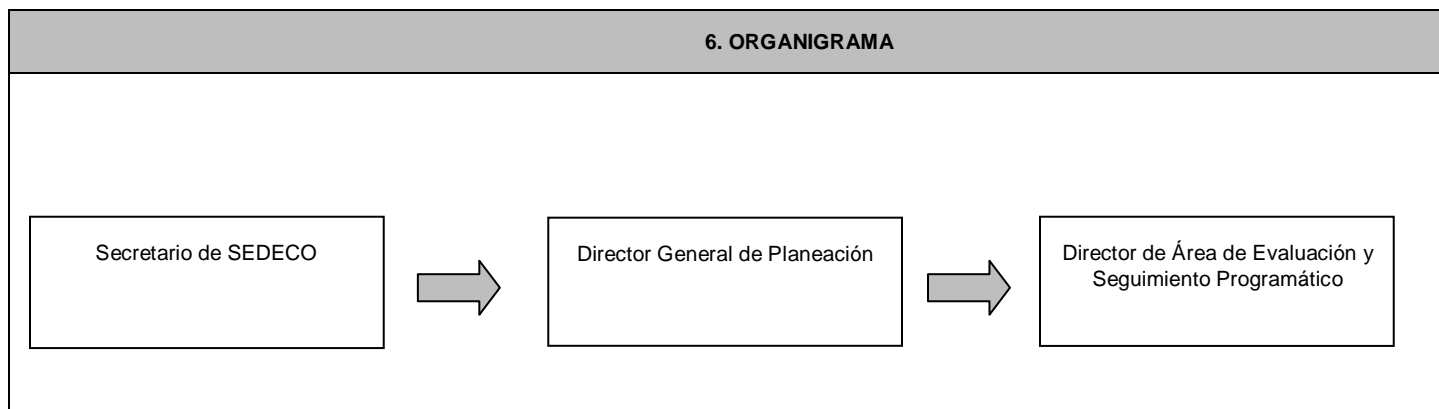 6. ORGANIGRAMA
Secretario de SEDECO
Director General de Planeación
Director de Área de Evaluación y
Seguimiento Programático